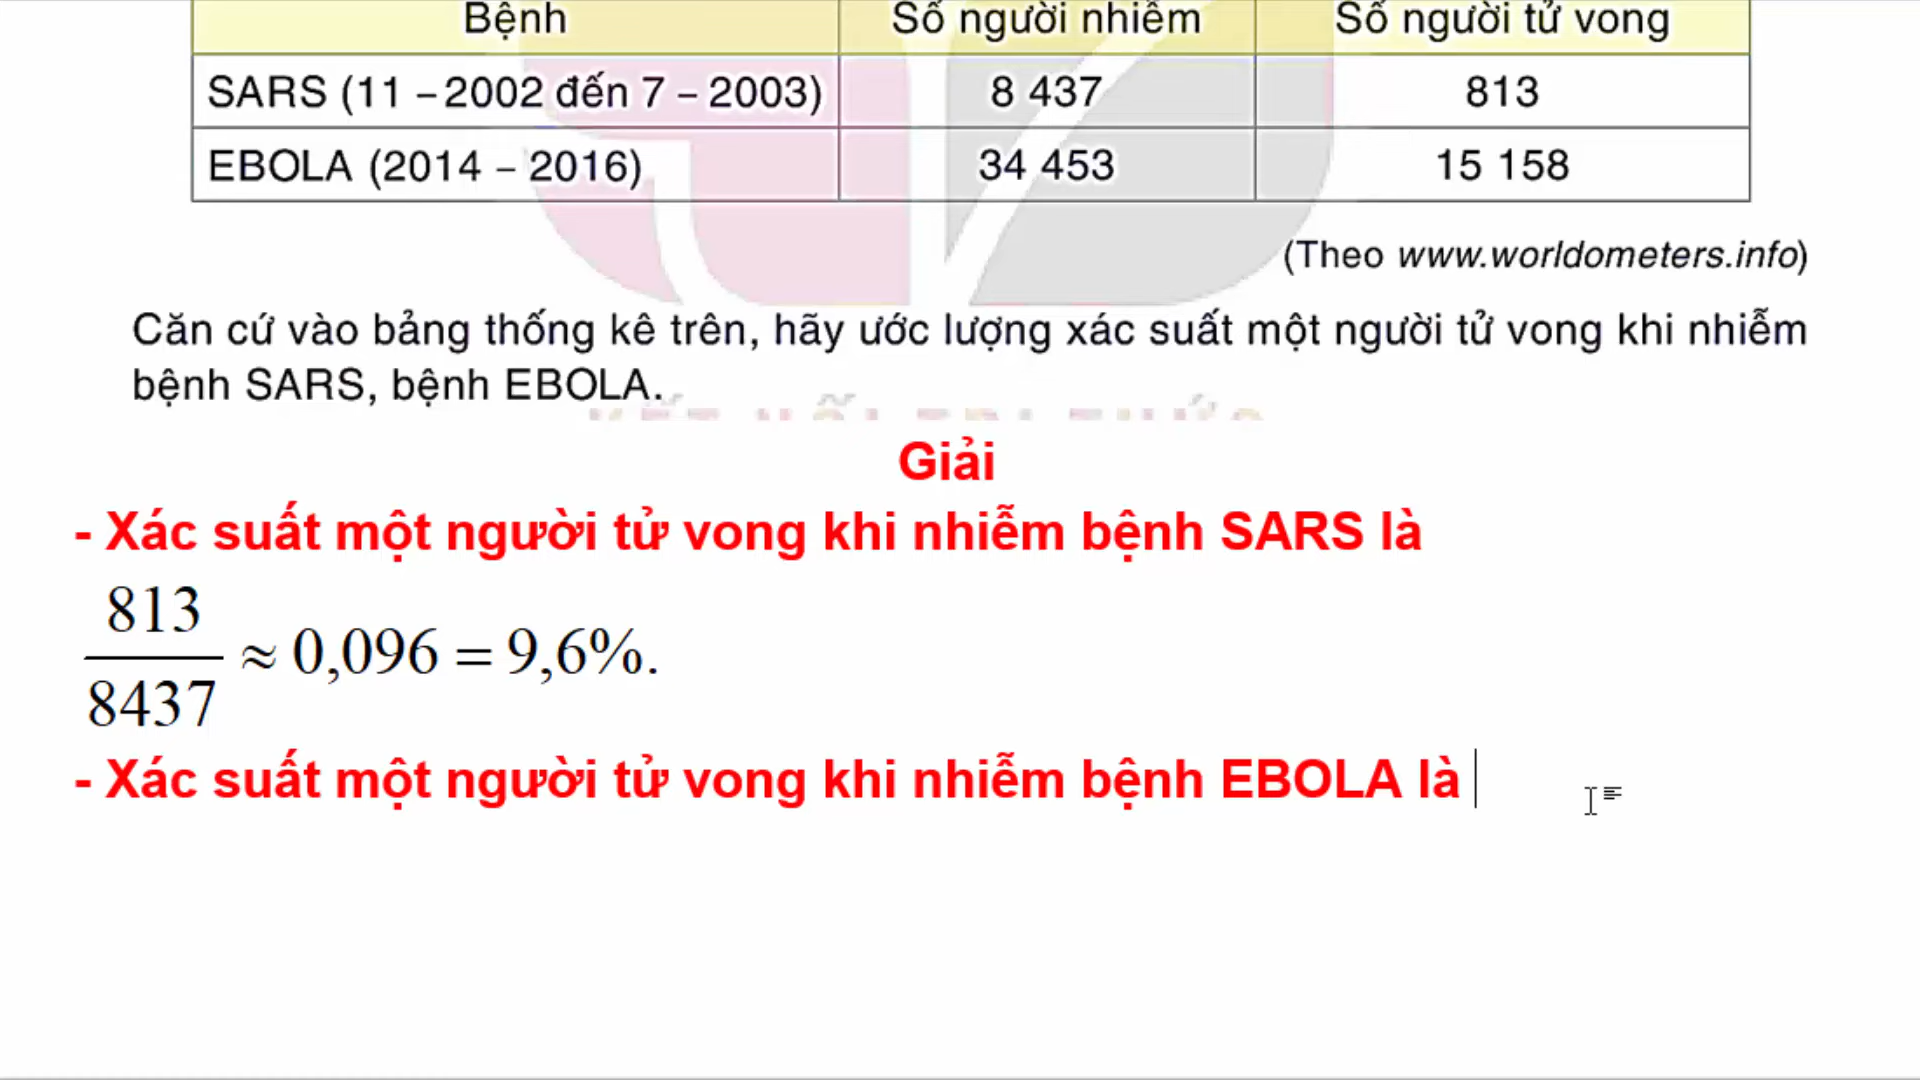 Bệnh Số người nhiễm Số người tử vong
SARS (11 – 2002 đến 7 – 2003) 8 437 813
EBOLA (2014 – 2016) 34 453 15 158
(Theo www.worldometers.info)
Căn cứ vào bảng thống kê trên, hãy ước lượng xác suất một người tử vong khi nhiễm
bệnh SARS, bệnh EBOLA.
Giải
- Xác suất một người tử vong khi nhiễm bệnh SARS là
813
≈ 0,096 = 9,6%.
8437
- Xác suất một người tử vong khi nhiễm bệnh EBOLA là